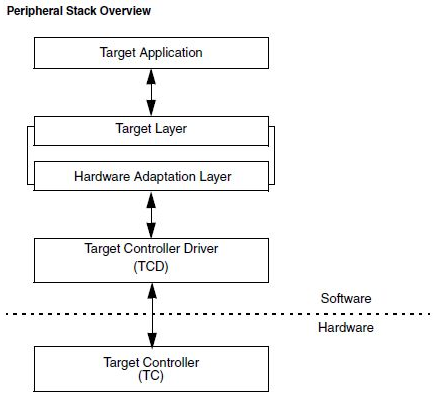 Peripheral Stack Overview
Target Application
Target Layer
Hardware Adaptation Layer
Target Controller Driver
(TCD)
Software
Hardware
Target Controller
(TC)